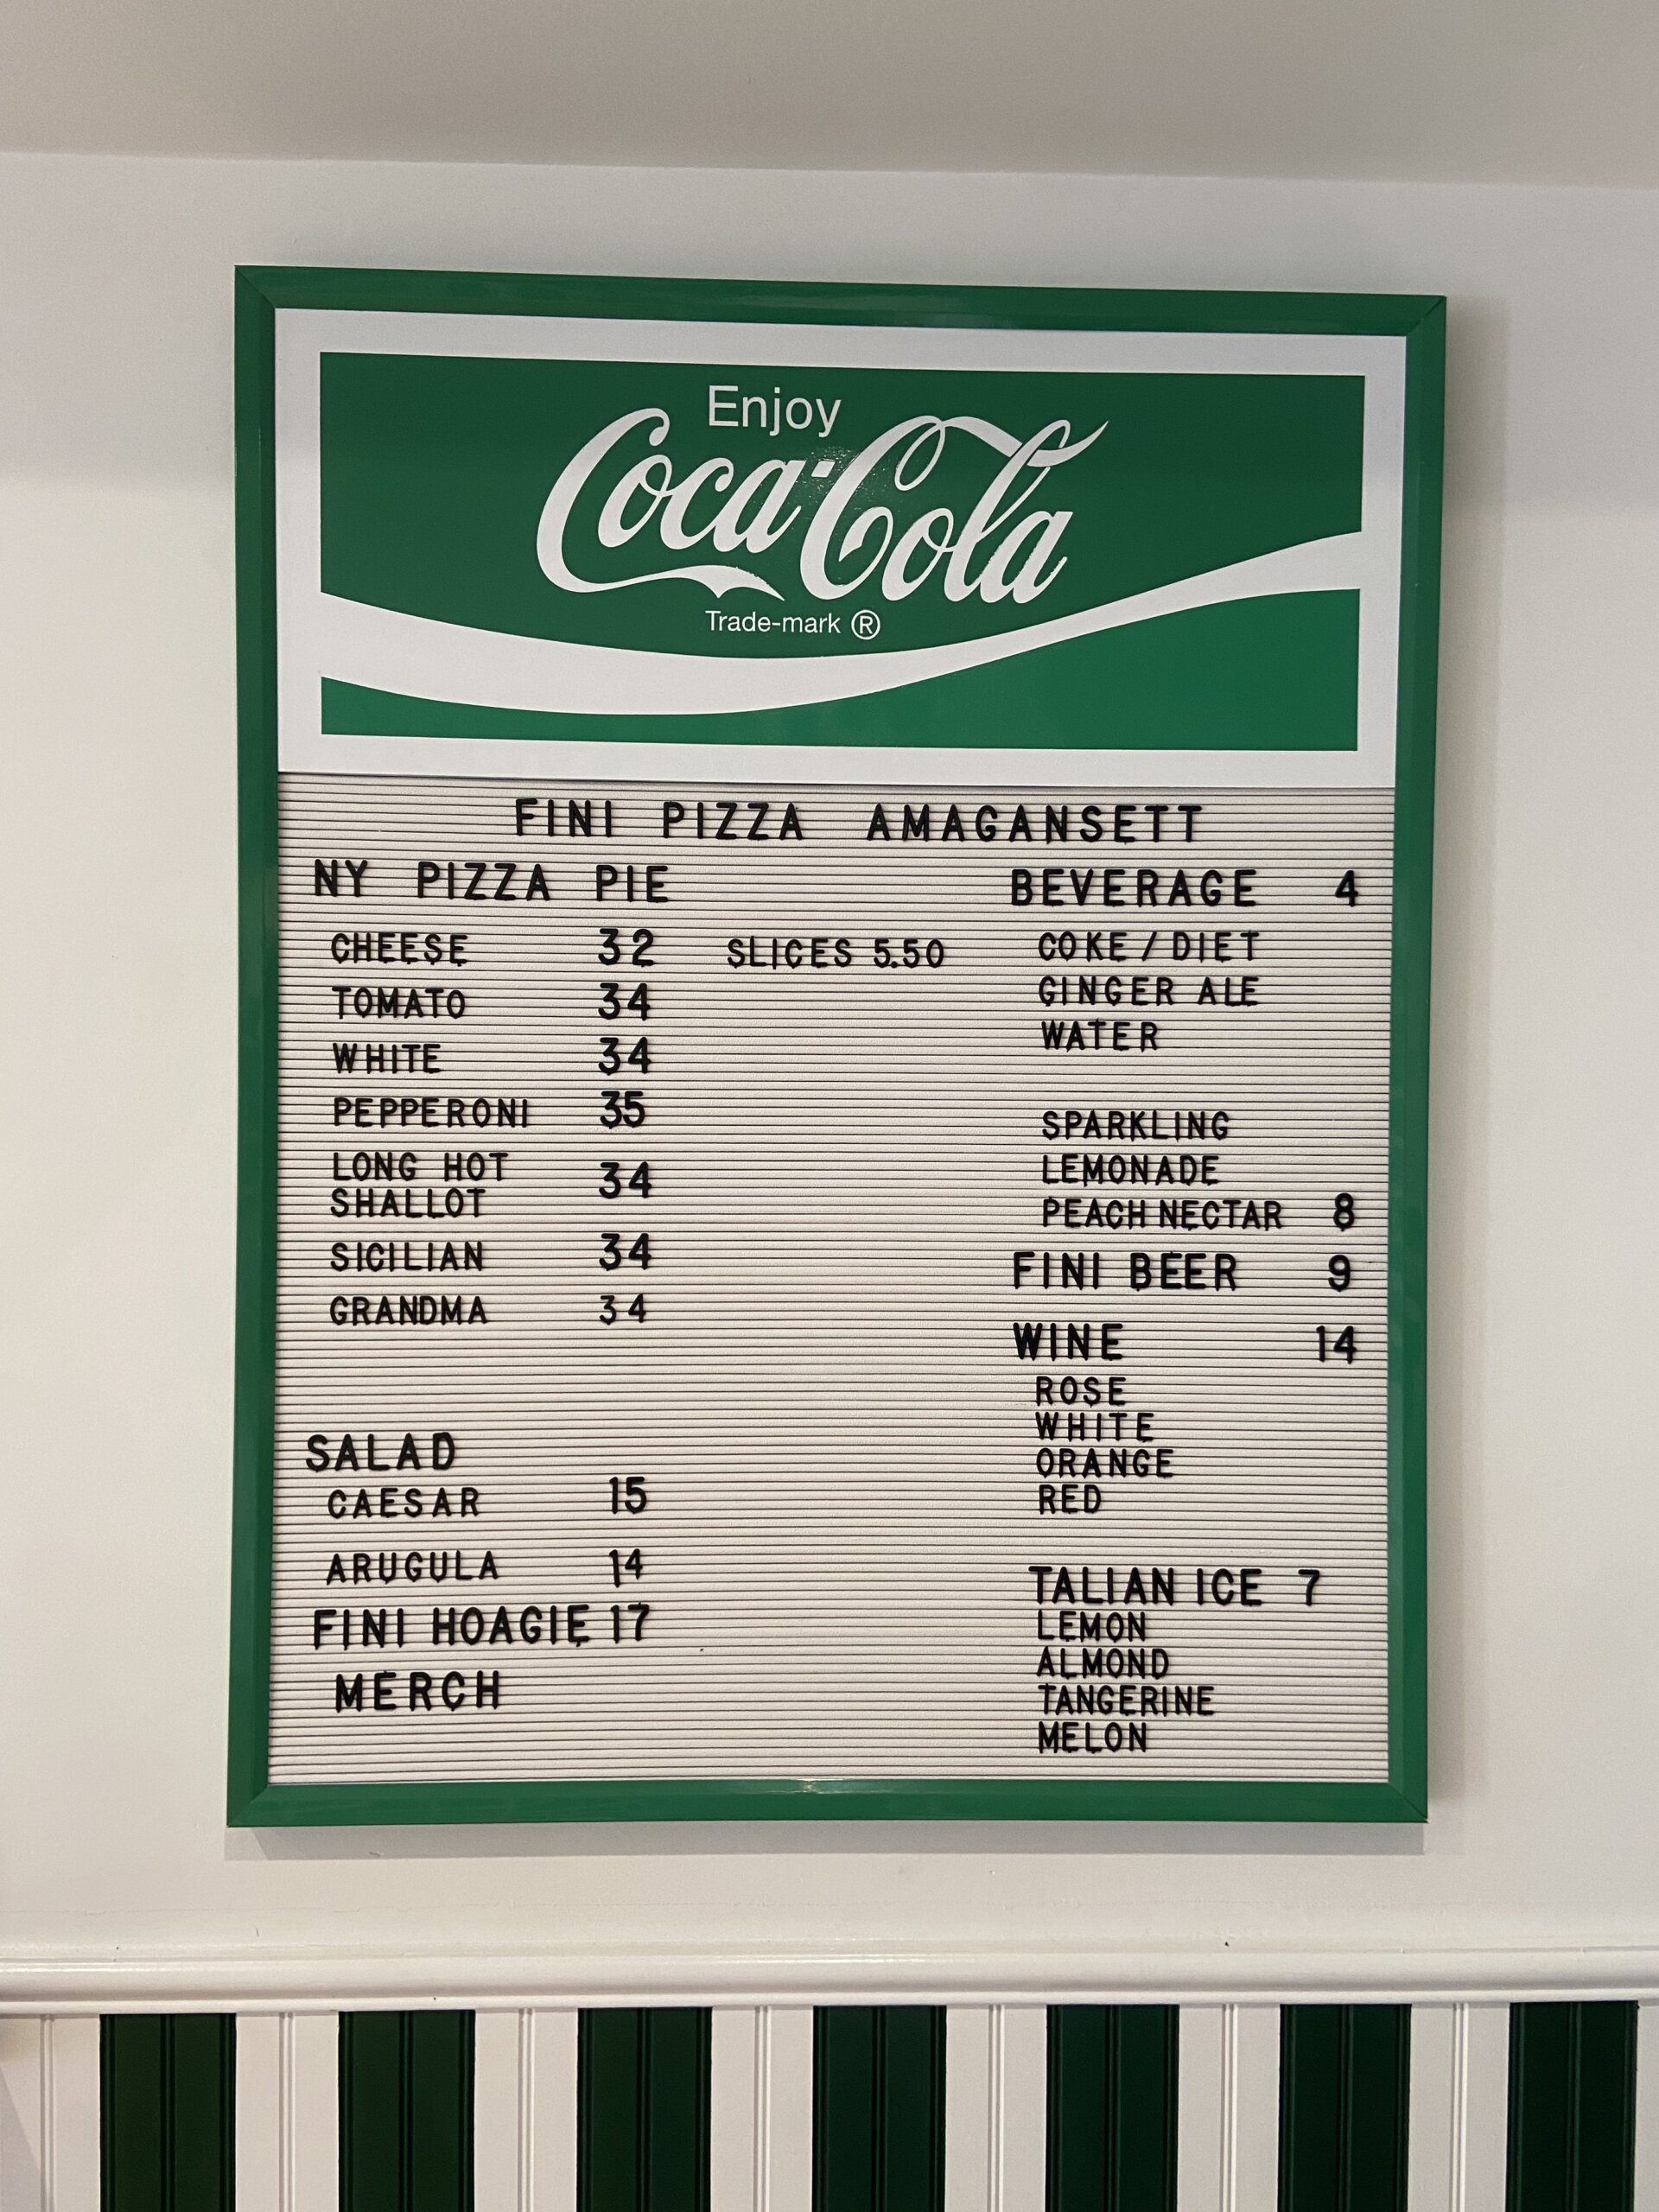 Enjoy
Coca-Cola
Trade-mark ®
FINI PIZZA AMAGANSETT
NY PIZZA PIE
CHEESE 32 SLICES 5.50
TOMATO 34
WHITE 34
PEPPERONI 35
LONG HOT
SHALLOT 34
SICILIAN 34
GRANDMA 34
SALAD
CAESAR 15
ARUGULA 14
FINI HOAGIE 17
MERCH
BEVERAGE 4
COKE / DIET
GINGER ALE
WATER
SPARKLING
LEMONADE
PEACH NECTAR 8
FINI BEER 9
WINE 14
ROSE
WHITE
ORANGE
RED
TALIAN ICE 7
LEMON
ALMOND
TANGERINE
MELON